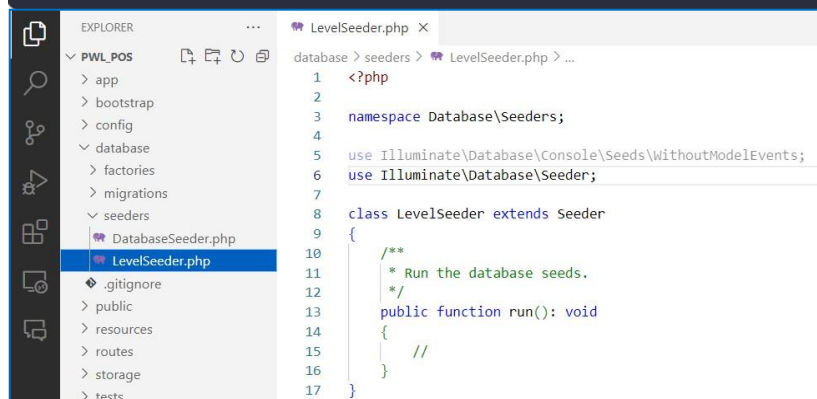 EXPLORER
PWL_POS
app
bootstrap
config
database
factories
migrations
seeders
DatabaseSeeder.php
LevelSeeder.php
.gitignore
public
resources
routes
storage
tests
LevelSeeder.php
database > seeders > LevelSeeder.php > ...
1 <?php
2
3 namespace Database\Seeders;
4
5 use Illuminate\Database\Console\Seeds\WithoutModelEvents;
6 use Illuminate\Database\Seeder;
7
8 class LevelSeeder extends Seeder
9 {
10 /**
11 * Run the database seeds.
12 */
13 public function run(): void
14 {
15 //
16 }
17 }